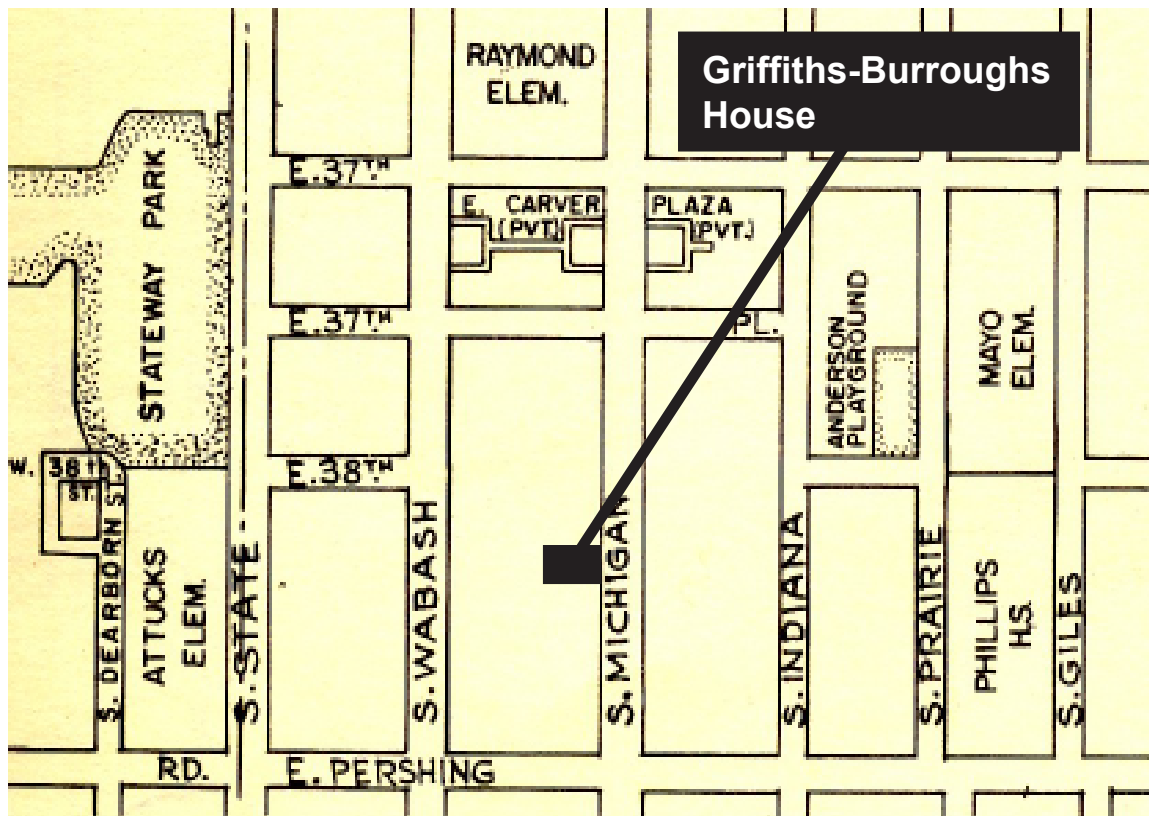 RAYMOND
ELEM.
Griffiths-Burroughs
House
E. 37TH
STATEWAY PARK
E. CARVER PLAZA
(PVT.) (PVT.)
E. 37TH PL.
ANDERSON
PLAYGROUND
MAYO
ELEM.
W. 38th
ST.
E. 38TH
S. DEARBORN ST.
ATTUCKS
ELEM.
S. STATE
S. WABASH
S. MICHIGAN
S. INDIANA
S. PRAIRIE
PHILLIPS
H.S.
S. GILES
RD.
E. PERSHING